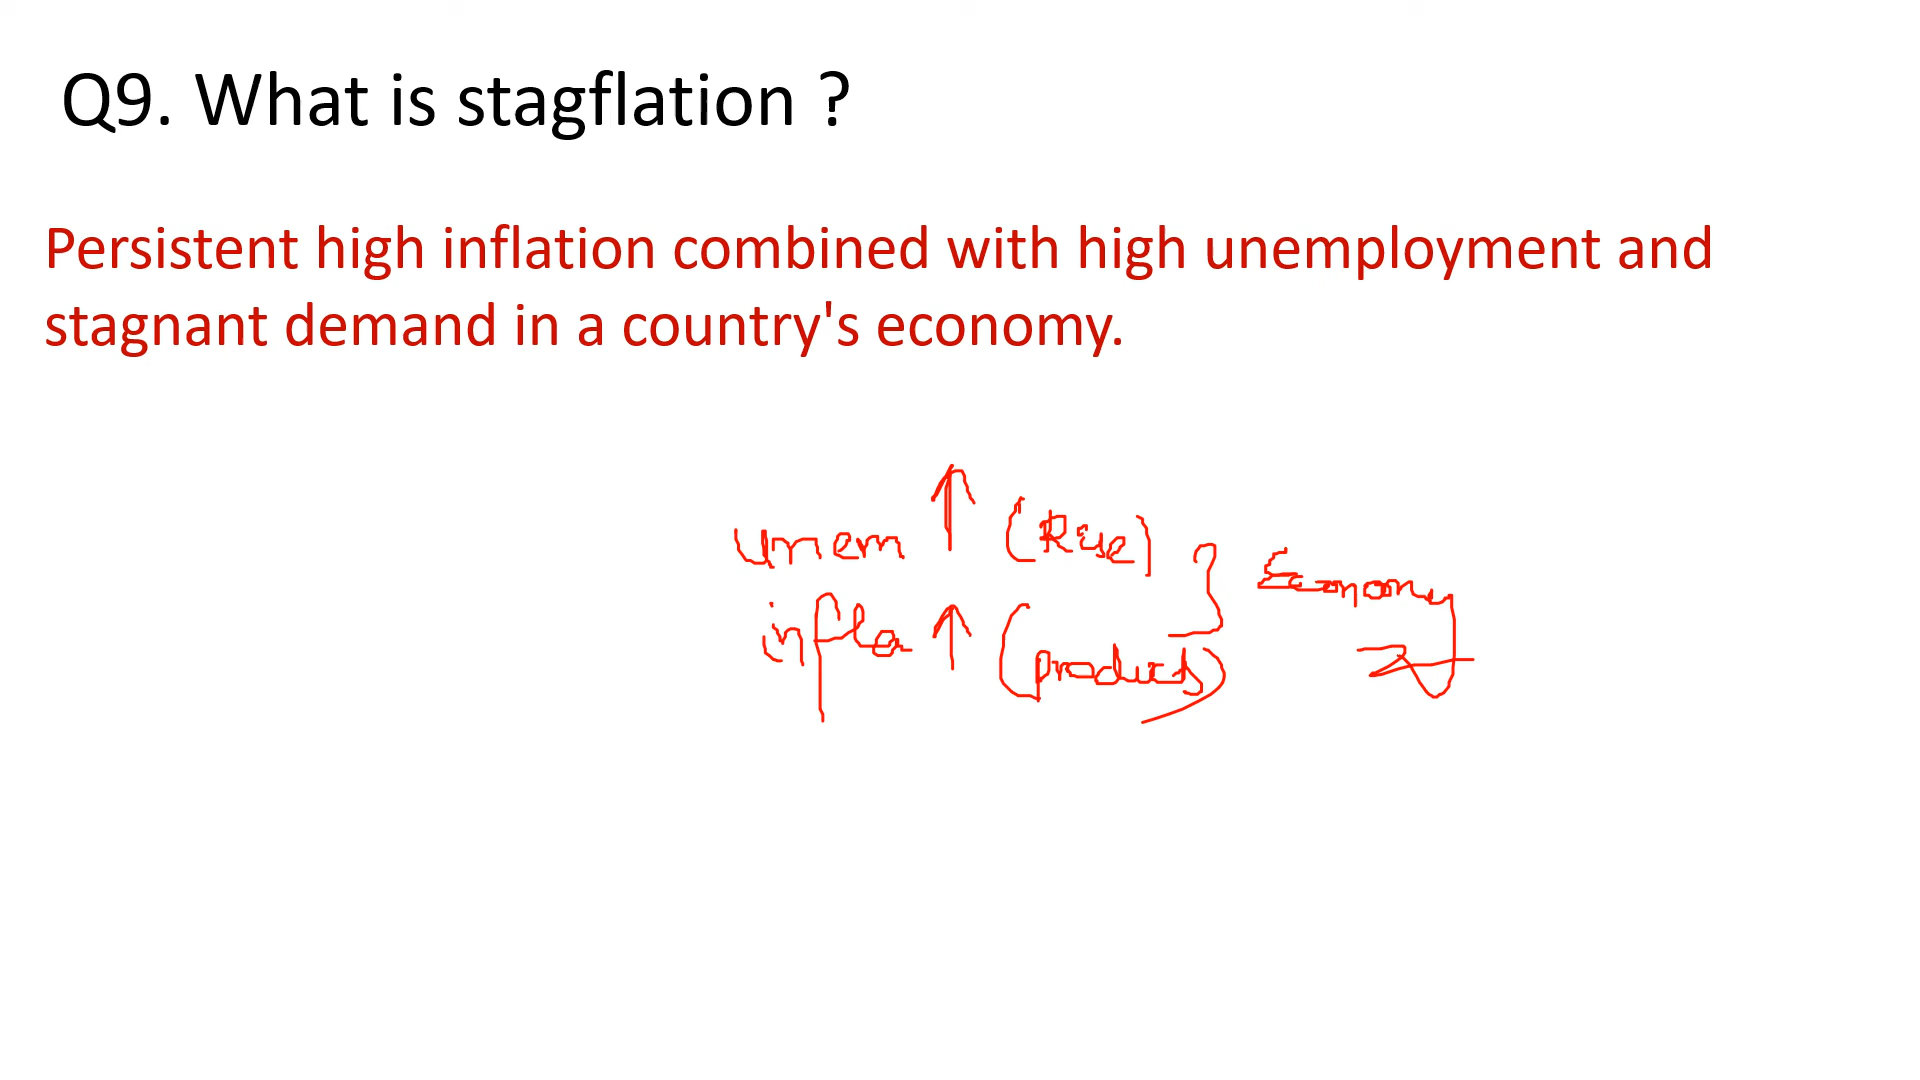 Q9. What is stagflation ?
Persistent high inflation combined with high unemployment and
stagnant demand in a country's economy.
unem ↑ (Rise)
infla ↑ (products)
Economy